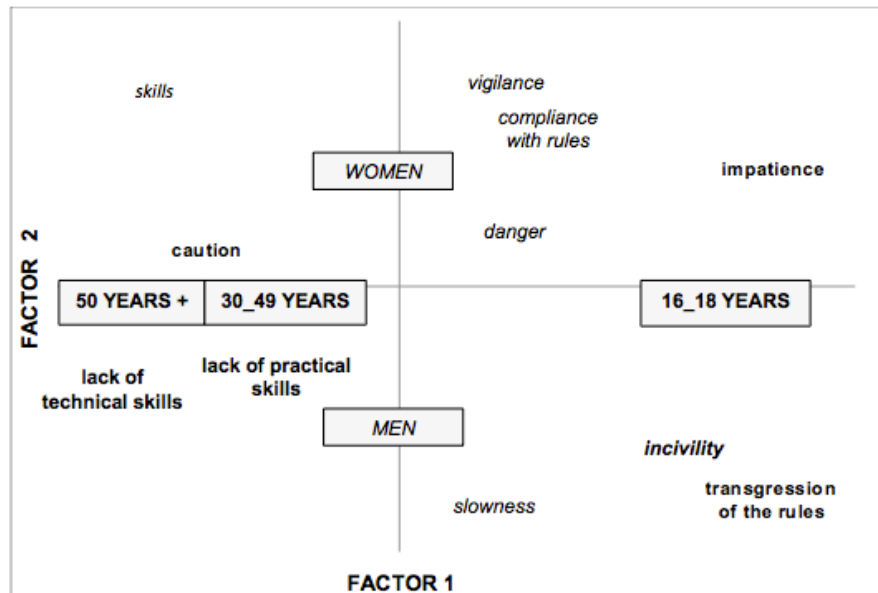 skills
vigilance
compliance
with rules
WOMEN
impatience
danger
caution
FACTOR 2
50 YEARS +
30_49 YEARS
16_18 YEARS
lack of
technical skills
lack of practical
skills
MEN
incivility
transgression
of the rules
slowness
FACTOR 1